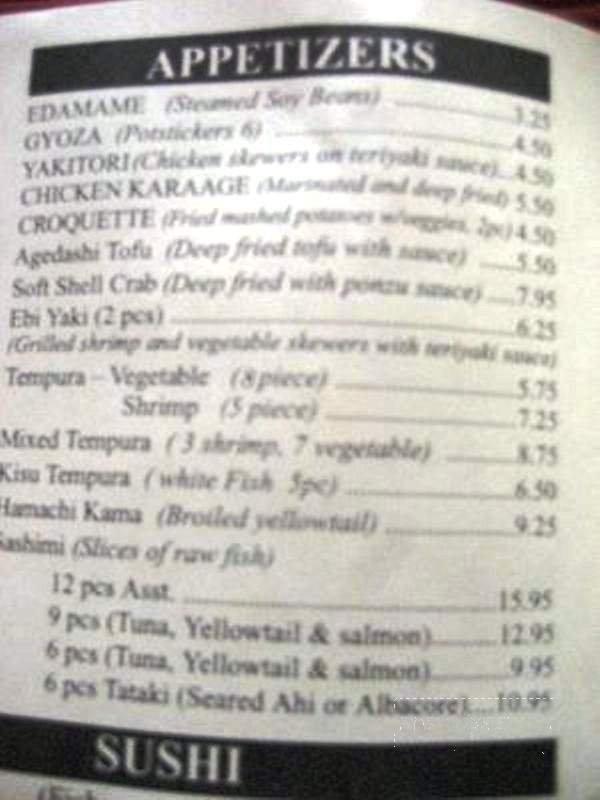 APPETIZERS
EDAMAME (Steamed Soy Beans) 3.25
GYOZA (Potstickers 6) 4.50
YAKITORI (Chicken skewers on teriyaki sauce) 4.50
CHICKEN KARAAGE (Marinated and deep fried) 5.50
CROQUETTE (Fried mashed potatoes w/veggies, 2pc) 4.50
Agedashi Tofu (Deep fried tofu with sauce) 5.50
Soft Shell Crab (Deep fried with ponzu sauce) 7.95
Ebi Yaki (2 pcs) 6.25
(Grilled shrimp and vegetable skewers with teriyaki sauce)
Tempura – Vegetable (8 piece) 5.75
Shrimp (5 piece) 7.25
Mixed Tempura ( 3 shrimp, 7 vegetable) 8.75
Kisu Tempura ( white Fish 5pc) 6.50
Hamachi Kama (Broiled yellowtail) 9.25
Sashimi (Slices of raw fish)
12 pcs Asst. 15.95
9 pcs (Tuna, Yellowtail & salmon) 12.95
6 pcs (Tuna, Yellowtail & salmon) 9.95
6 pcs Tataki (Seared Ahi or Albacore) 10.95
SUSHI